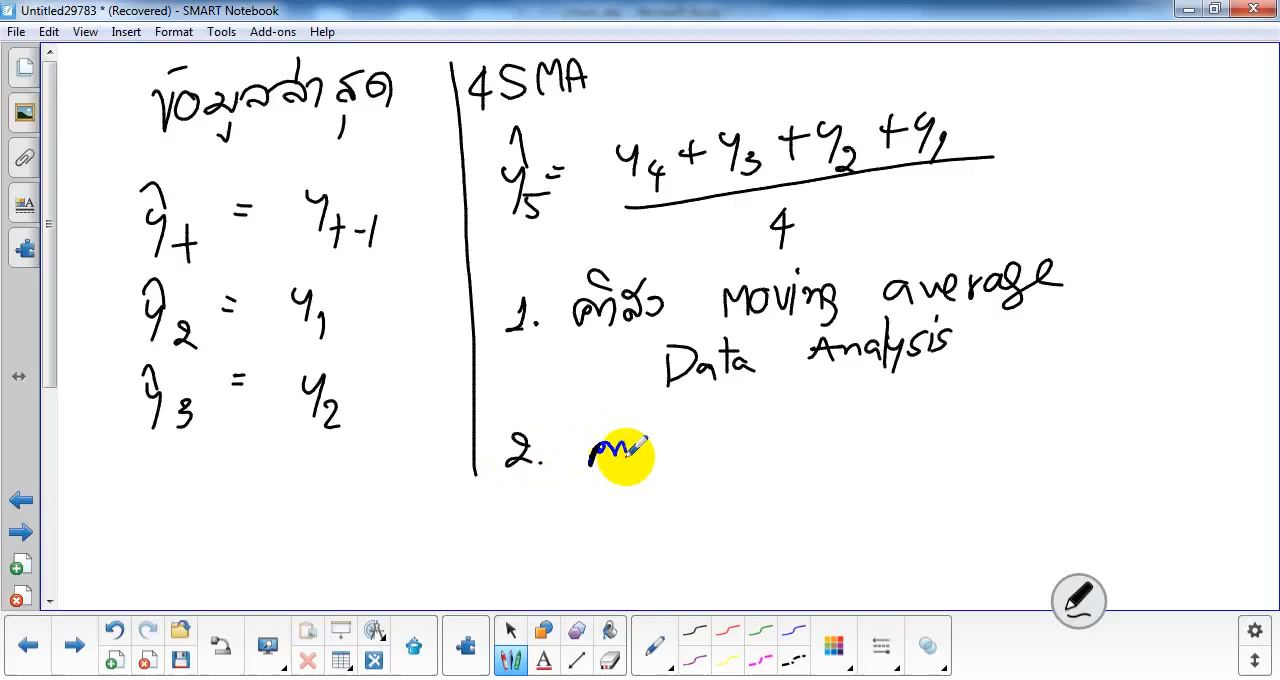 Untitled29783 * (Recovered) - SMART Notebook
File Edit View Insert Format Tools Add-ons Help
ข้อมูลล่าสุด
ŷt = yt-1
ŷ2 = y1
ŷ3 = y2
4SMA
ŷ5 = y4 + y3 + y2 + y1
4
1. คำสั่ง Moving average
Data Analysis
2.